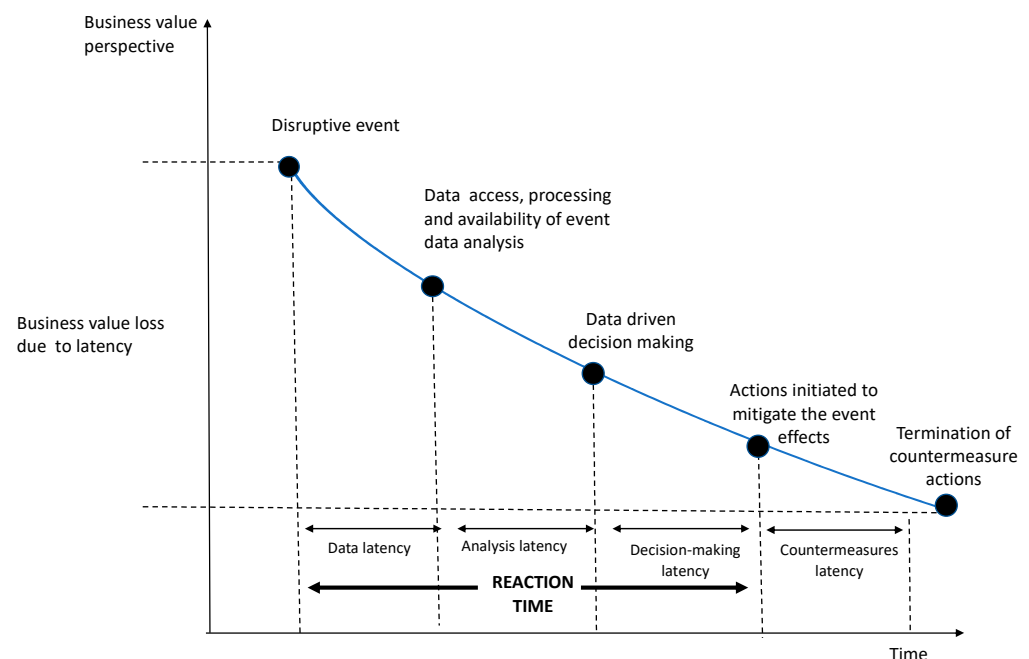 Business value
perspective
Disruptive event
Data access, processing
and availability of event
data analysis
Business value loss
due to latency
Data driven
decision making
Actions initiated to
mitigate the event
effects
Termination of
countermeasure
actions
Data latency
Analysis latency
Decision-making
latency
Countermeasures
latency
REACTION
TIME
Time